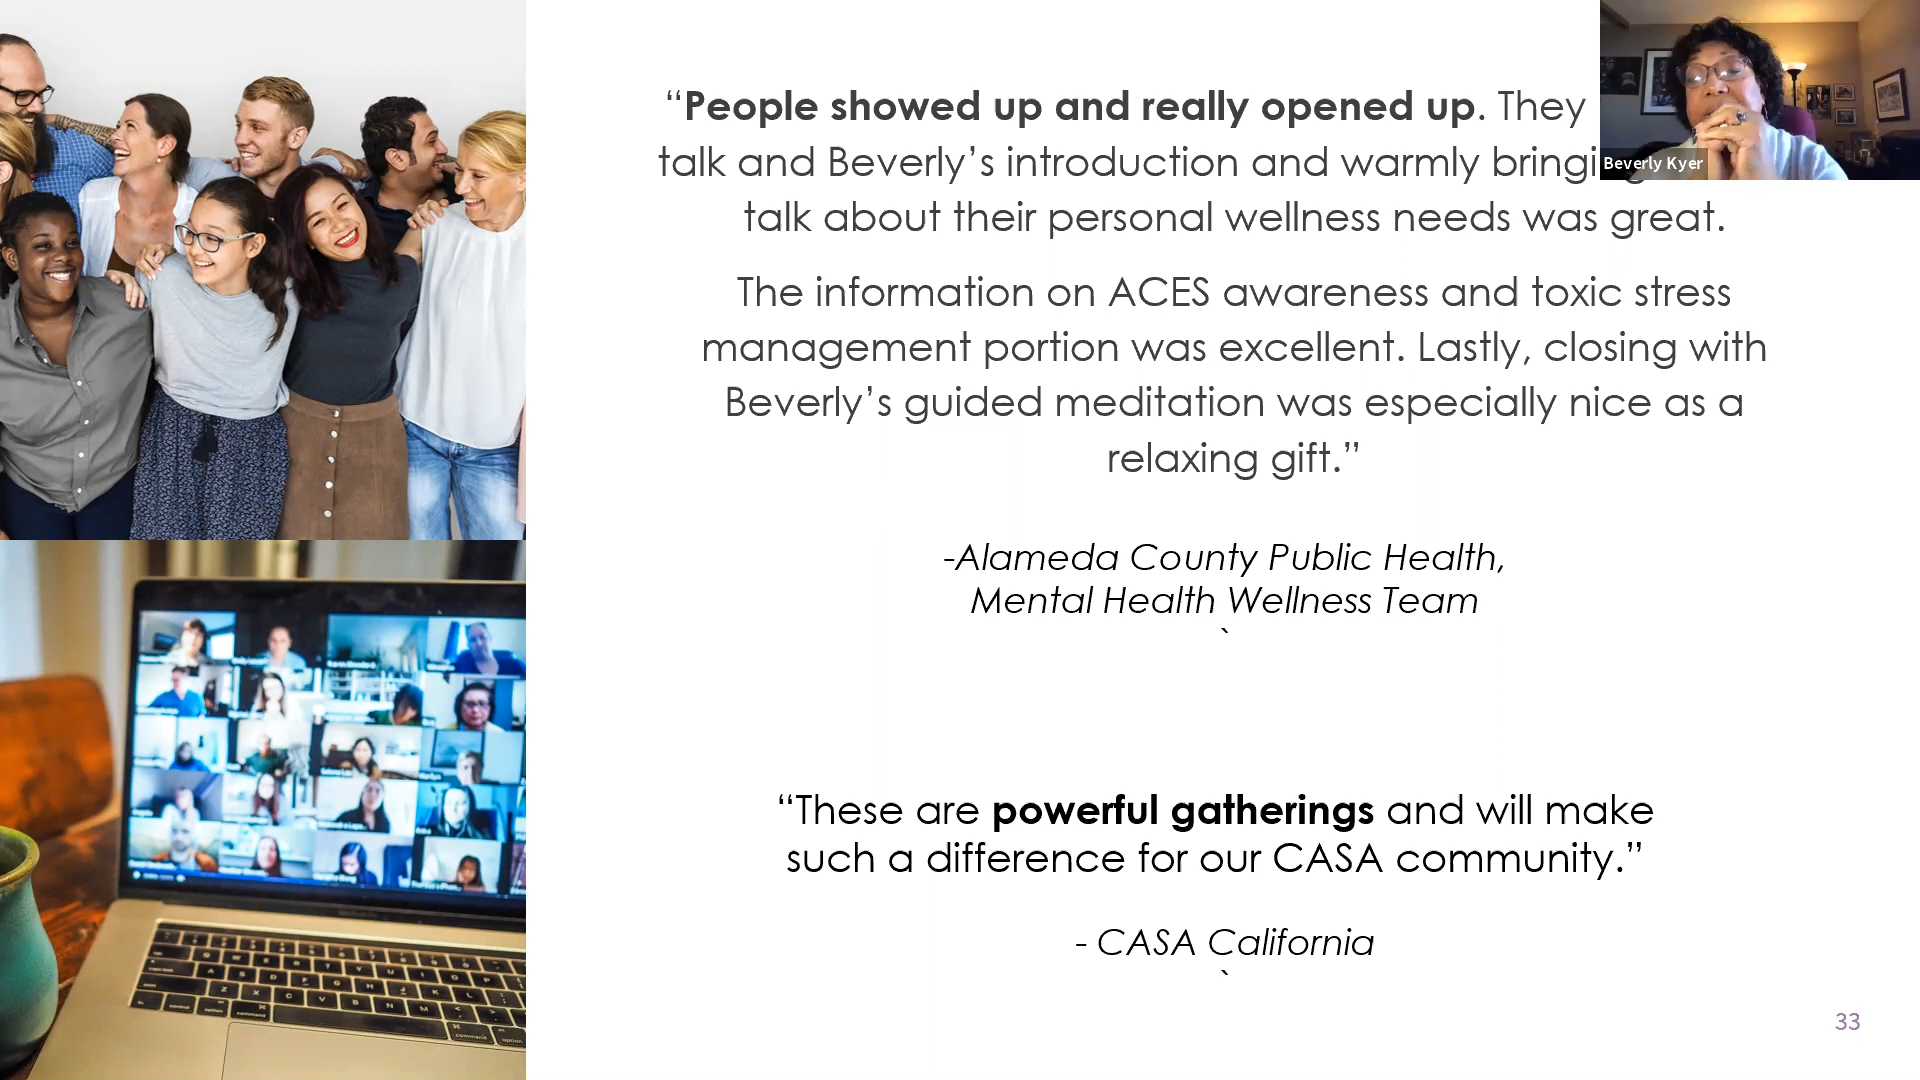 “People showed up and really opened up. They
talk and Beverly’s introduction and warmly
talk about their personal wellness needs was great.
The information on ACES awareness and toxic stress
management portion was excellent. Lastly, closing with
Beverly’s guided meditation was especially nice as a
relaxing gift.”
-Alameda County Public Health,
Mental Health Wellness Team
`
“These are powerful gatherings and will make
such a difference for our CASA community.”
- CASA California
`
33
Beverly Kyer